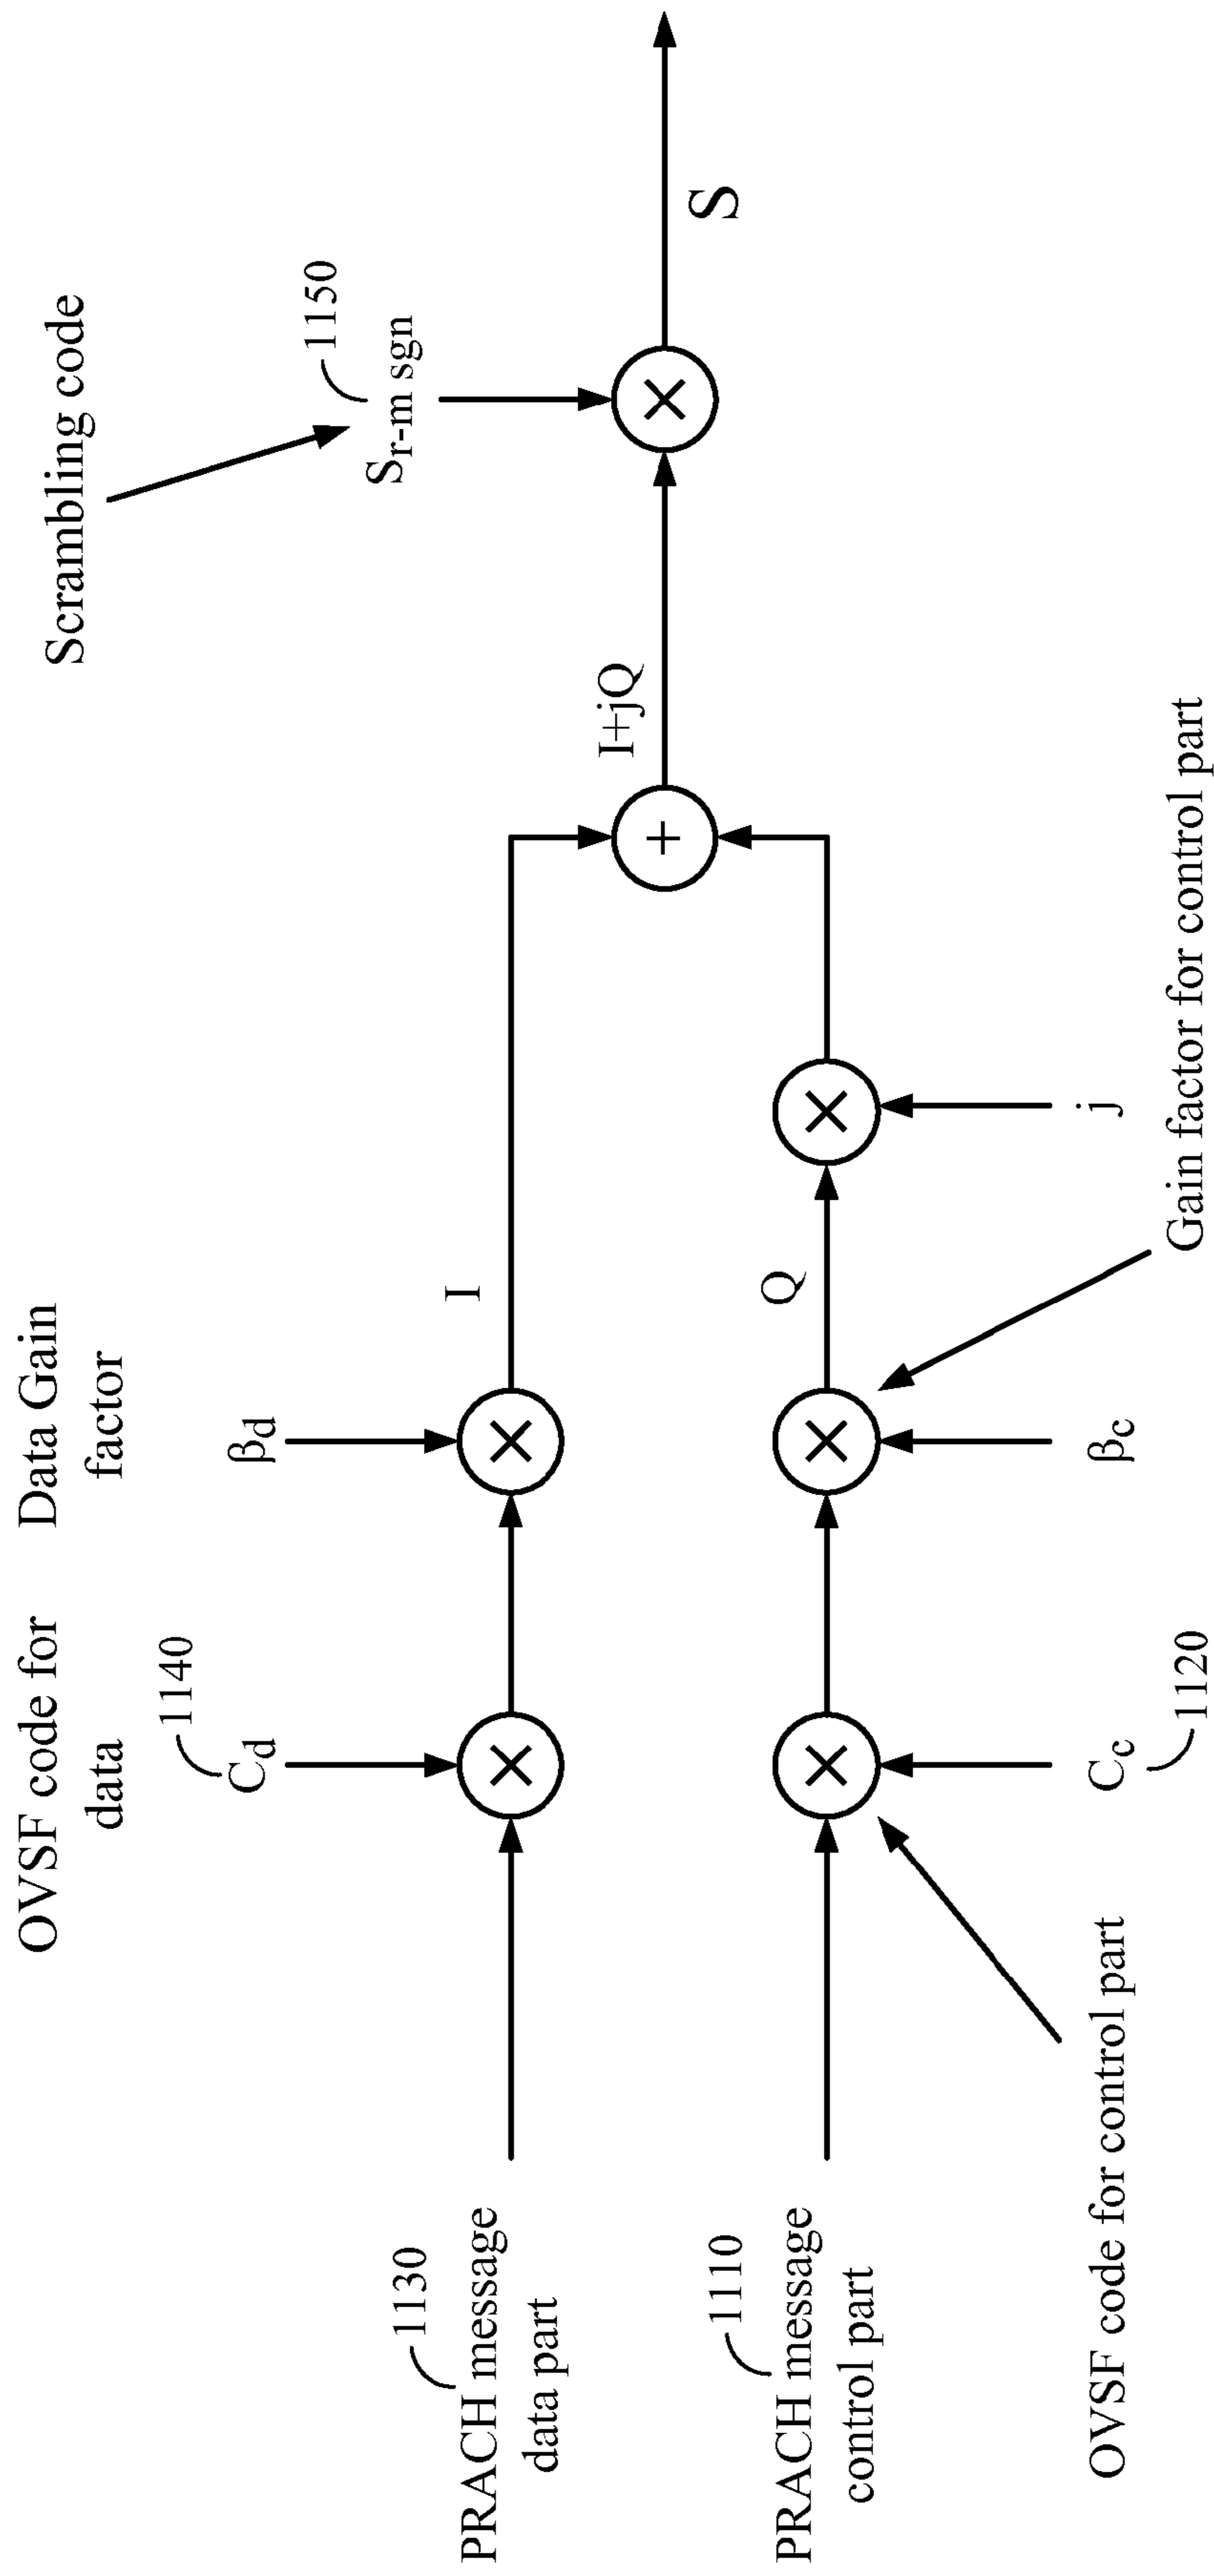 OVSF code for
data
Data Gain
factor
Scrambling code
1140
Cd
βd
1150
Sr-m sgn
1130
PRACH message
data part
I
I+jQ
S
1110
PRACH message
control part
Q
Cc
1120
βc
j
OVSF code for control part
Gain factor for control part